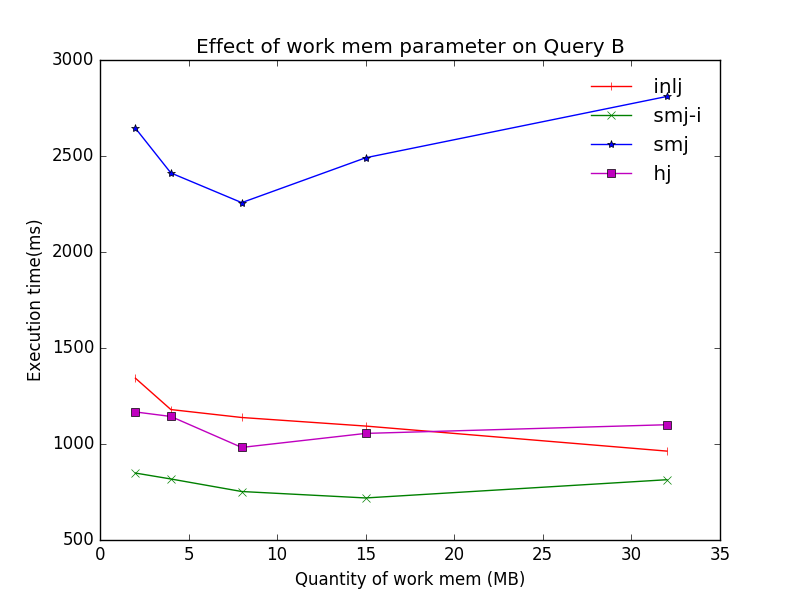 Effect of work mem parameter on Query B
3000
2500
2000
1500
1000
500
Execution time(ms)
inlj
smj-i
smj
hj
0 5 10 15 20 25 30 35
Quantity of work mem (MB)